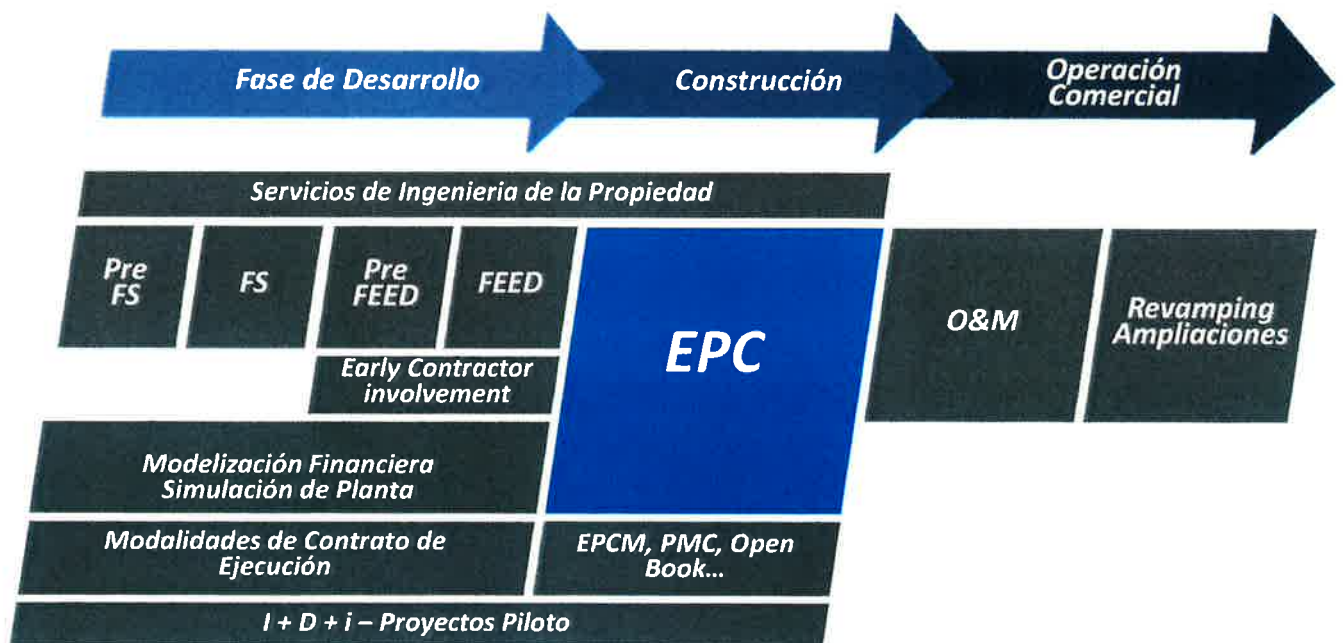 Fase de Desarrollo
Construcción
Operación
Comercial
Servicios de Ingenieria de la Propiedad
Pre
FS
FS
Pre
FEED
FEED
EPC
O&M
Revamping
Ampliaciones
Early Contractor
involvement
Modelización Financiera
Simulación de Planta
Modalidades de Contrato de
Ejecución
EPCM, PMC, Open
Book...
I + D + i – Proyectos Piloto